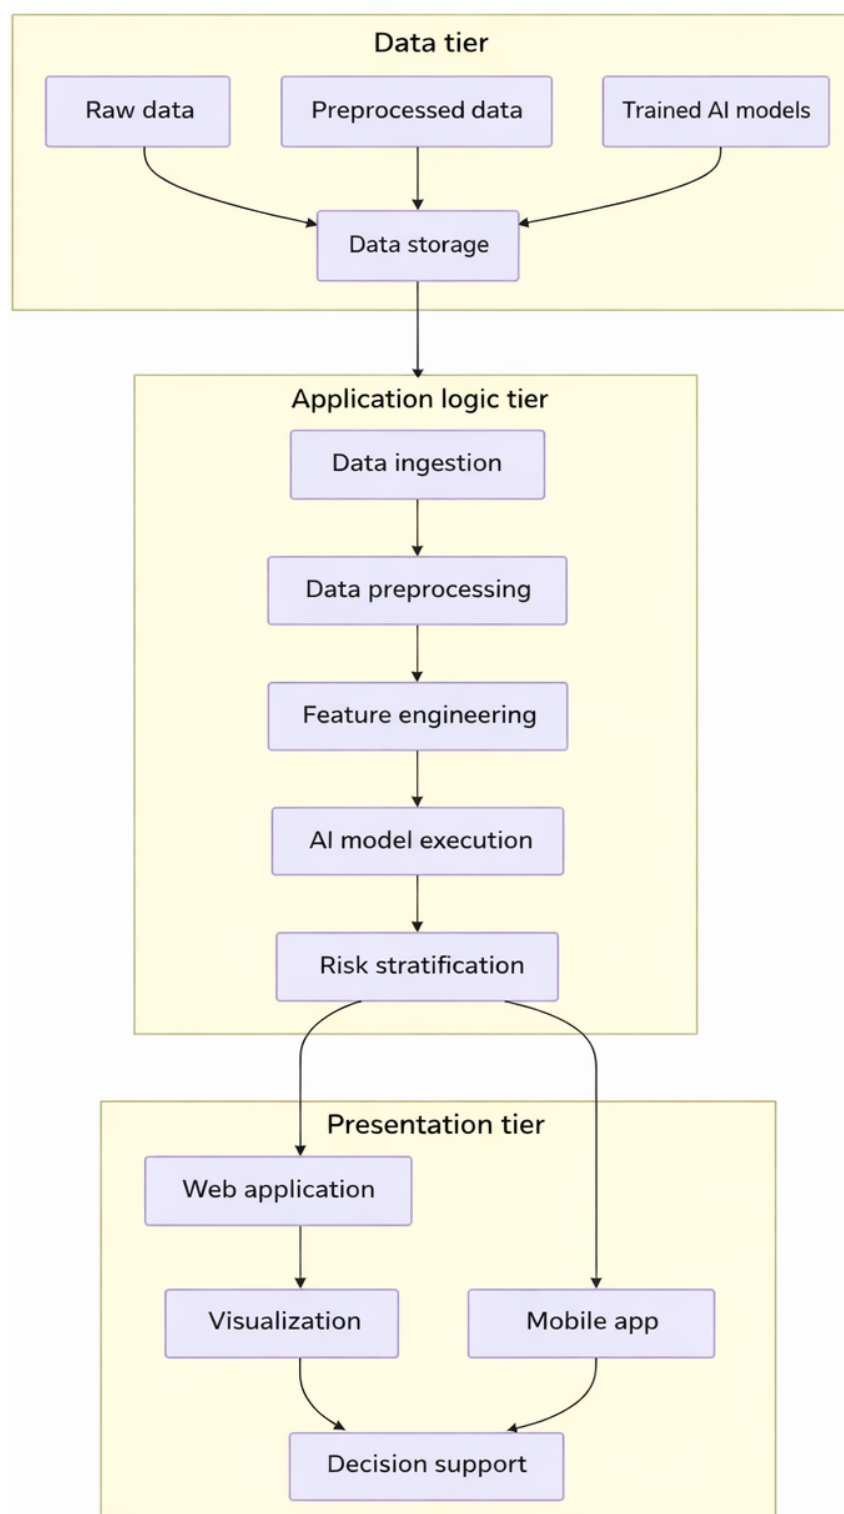 Data tier
Raw data
Preprocessed data
Trained AI models
Data storage
Application logic tier
Data ingestion
Data preprocessing
Feature engineering
AI model execution
Risk stratification
Presentation tier
Web application
Visualization
Mobile app
Decision support